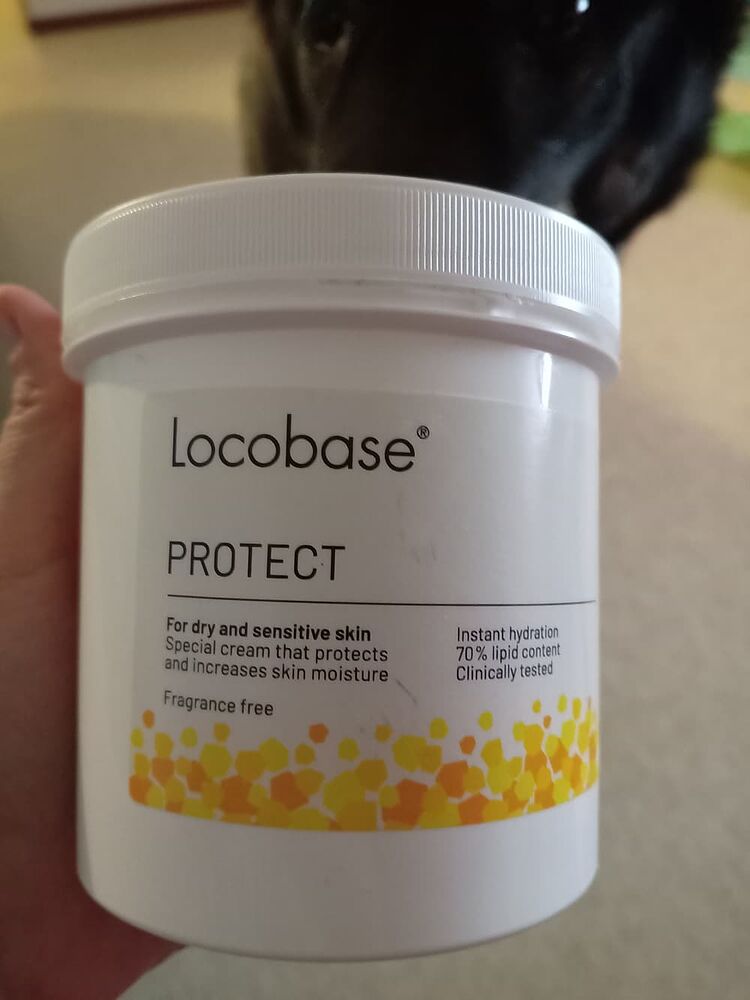 Locobase®
PROTECT
For dry and sensitive skin
Special cream that protects
and increases skin moisture
Fragrance free
Instant hydration
70% lipid content
Clinically tested